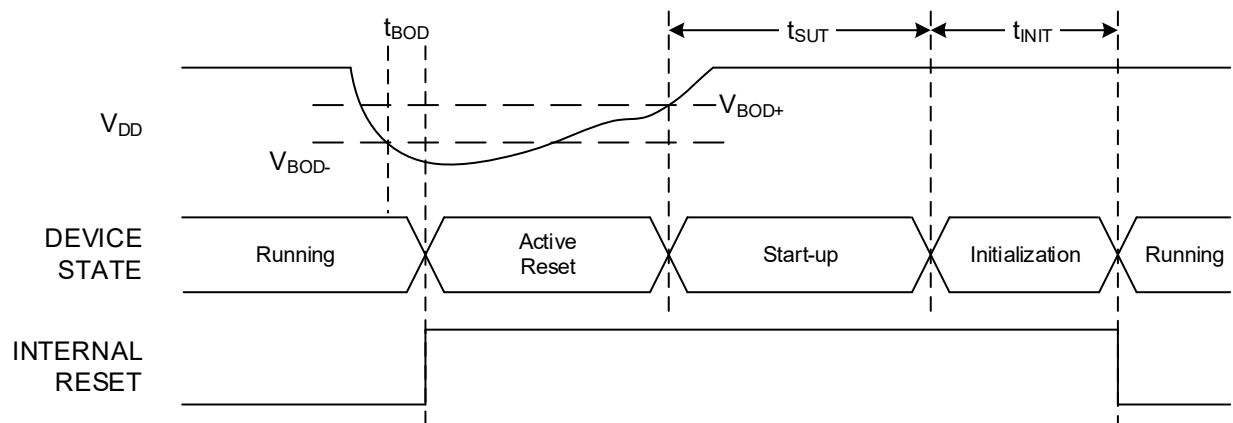 tBOD
tSUT
tINIT
VDD
VBOD+
VBOD-
DEVICE
STATE
Running
Active
Reset
Start-up
Initialization
Running
INTERNAL
RESET